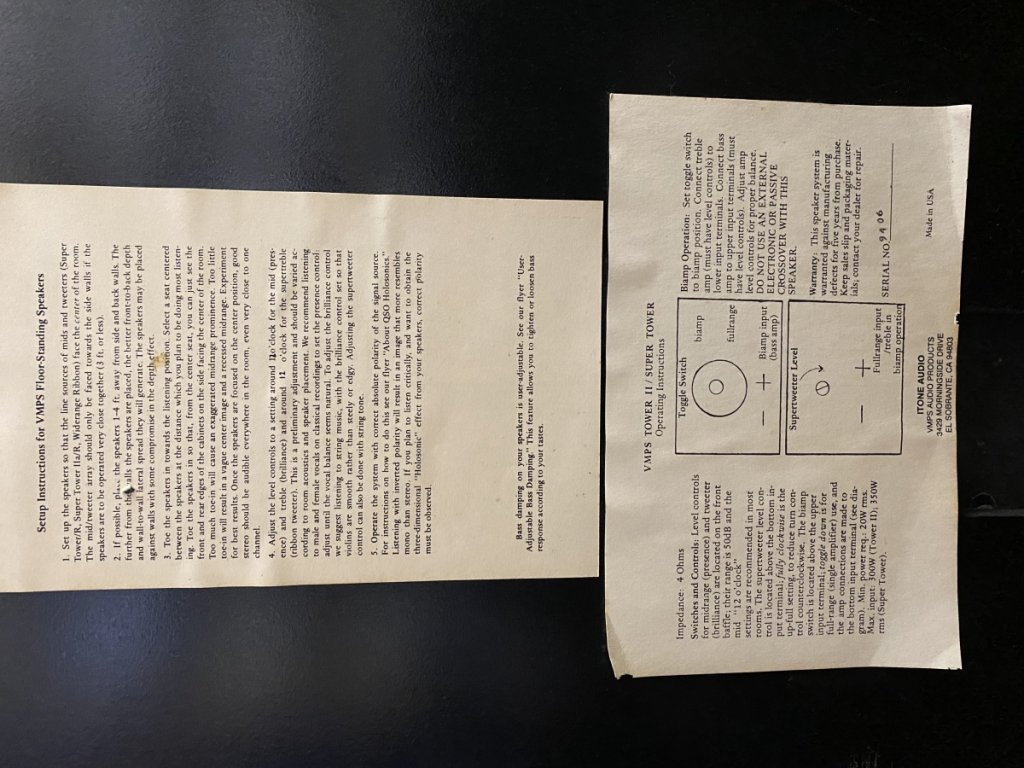 Setup Instructions for VMPS Floor-Standing Speakers
1. Set up the speakers so that the line sources of mids and tweeters (Super
Tower/R, Super Tower IIa/R, Widerange Ribbon) face the center of the room.
The mid/tweeter array should only be faced towards the side walls if the
speakers are to be operated very close together (3 ft. or less).
2. If possible, the speakers 1-4 ft. away from side and back walls. The
further from the walls the speakers are placed, the better front-to-back depth
and wall-to-wall lateral spread they will generate. The speakers may be placed
against walls with some compromise in the depth effect.
3. Toe the speakers in towards the listening position. Select a seat centered
between the speakers at the distance which you plan to be doing most listen-
ing. Toe the speakers in so that, from the center seat, you can just see the
front and rear edges of the cabinets on the side facing the center of the room.
Too much toe-in will cause an exaggerated midrange prominence. Too little
toe-in will result in a vague center image and recessed midrange. Experiment
for best results. Once the speakers are focused on the center position, good
stereo should be audible everywhere in the room, even very close to one
channel.
4. Adjust the level controls to a setting around 12 o'clock for the mid (pres-
ence) and treble (brilliance) and around 12 o'clock for the supertreble
(ribbon tweeter). This is a preliminary adjustment and should be varied ac-
cording to room acoustics and speaker placement. We recommend listening
to male and female vocals on classical recordings to set the presence control:
adjust until the vocal balance seems natural. To adjust the brilliance control
we suggest listening to string music, with the brilliance control set so that
violins are smooth rather than steely or edgy. Adjusting the supertweeter
control can also be done with string tone.
5. Operate the system with correct absolute polarity of the signal source.
For instructions on how to do this see our flyer "About QSO Holosonics."
Listening with inverted polarity will result in an image that more resembles
mono than stereo. If you plan to listen critically, and want to obtain the
three-dimensional "Holosonic" effect from your speakers, correct polarity
must be observed.
Bass damping on your speakers is user-adjustable. See our flyer "User-
Adjustable Bass Damping." This feature allows you to tighten or loosen bass
response according to your tastes.
VMPS TOWER II/ SUPER TOWER
Operating Instructions
Impedance: 4 Ohms
Switches and Controls: Level controls
for midrange (presence) and tweeter
(brilliance) are located on the front
baffle; their range is 50dB and the
mid "12 o'clock"
settings are recommended in most
rooms. The supertweeter level con-
trol is located above the bottom in-
put terminal; fully clockwise is the
up-full setting, to reduce turn con-
trol counterclockwise. The biamp
switch is located above the upper
input terminal; toggle down is for
full-range (single amplifier) use, and
the amp connections are made to
the bottom input terminal (see dia-
gram). Min. power req.: 20W rms.
Max. input: 300W (Tower II); 350W
rms (Super Tower).
Toggle Switch
biamp
fullrange
— +
Biamp input
(bass amp)
Supertweeter Level
— +
Fullrange input
/treble in
biamp operation
Biamp Operation: Set toggle switch
to biamp position. Connect treble
amp (must have level controls) to
lower input terminals. Connect bass
amp to upper input terminals (must
have level controls). Adjust amp
level controls for proper balance.
DO NOT USE AN EXTERNAL
ELECTRONIC OR PASSIVE
CROSSOVER WITH THIS
SPEAKER.
Warranty: This speaker system is
warranted against manufacturing
defects for five years from purchase.
Keep sales slip and packaging mater-
ials; contact your dealer for repair.
SERIAL NO. 9406
ITONE AUDIO
VMPS AUDIO PRODUCTS
3429 MORNINGSIDE DRIVE
EL SOBRANTE, CA 94803
Made in USA